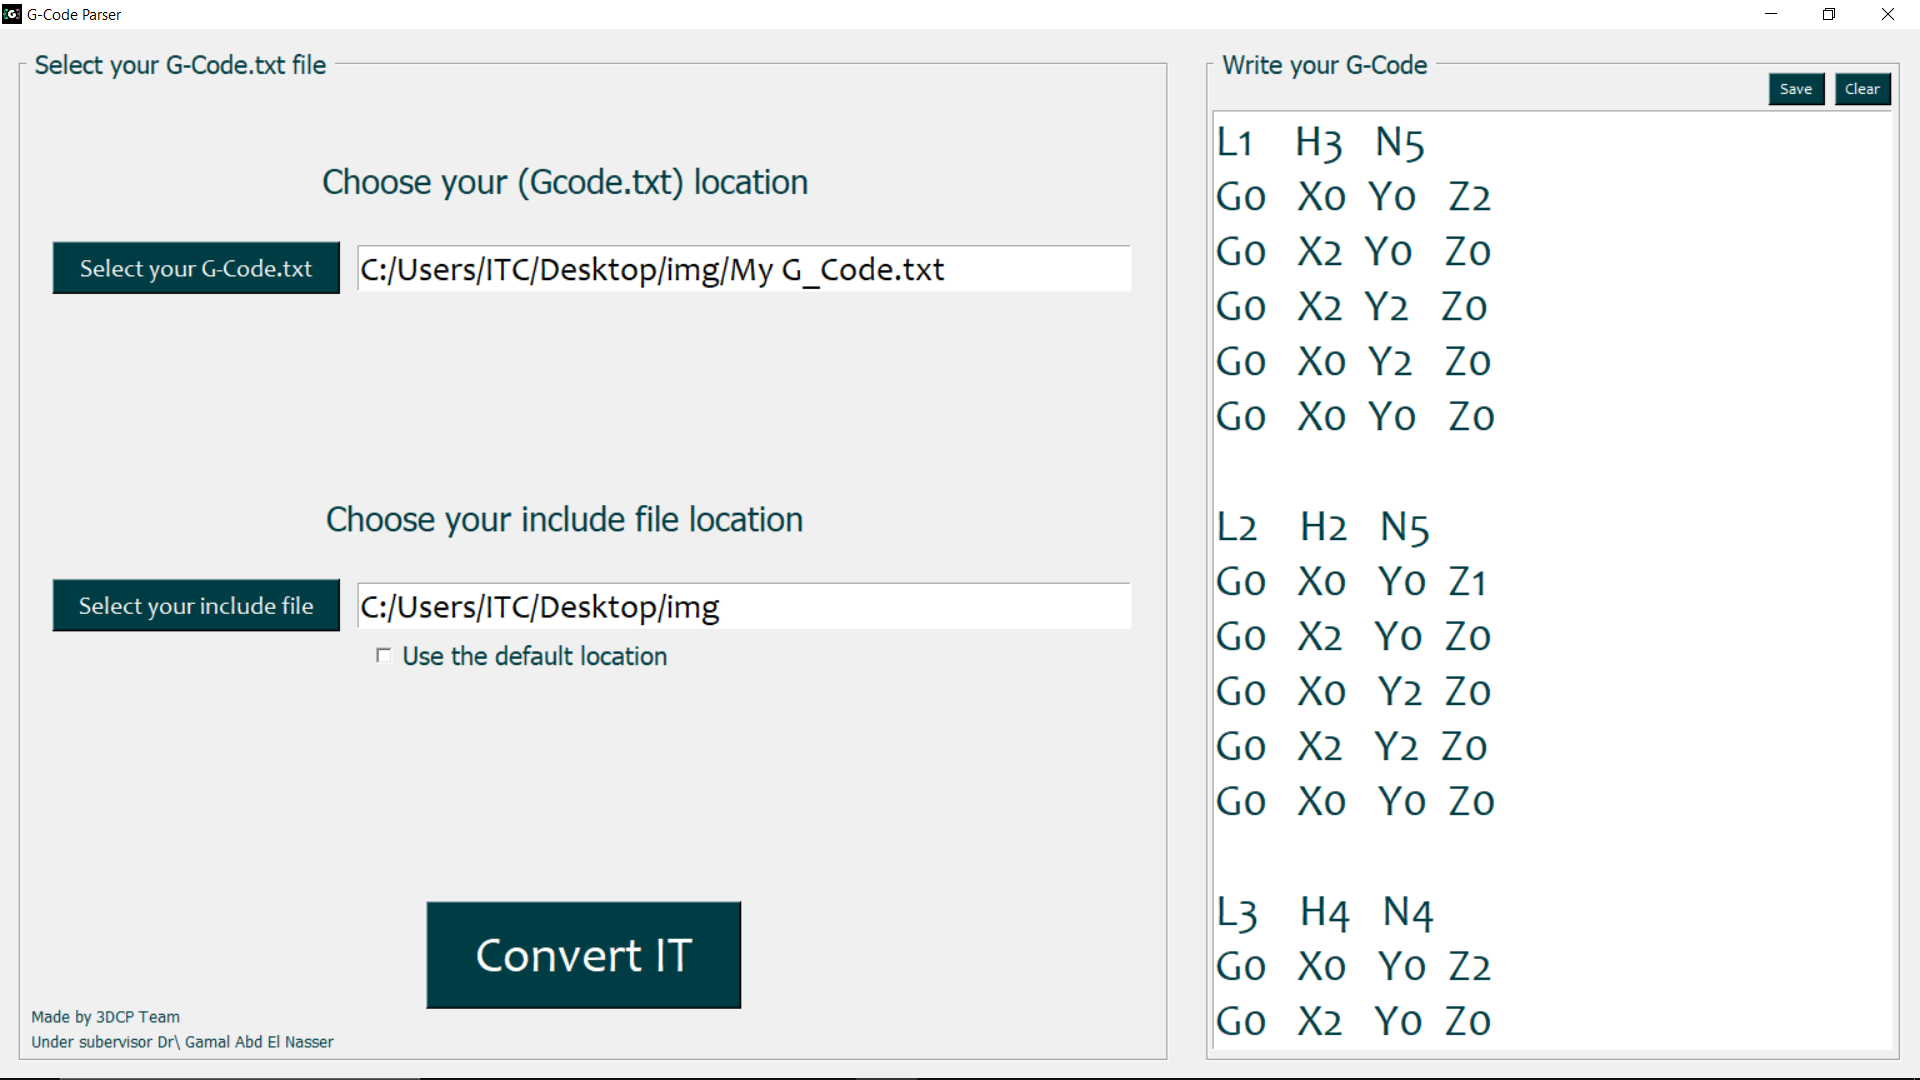 G-Code Parser
Select your G-Code.txt file
Choose your (Gcode.txt) location
Select your G-Code.txt
C:/Users/ITC/Desktop/img/My G_Code.txt
Choose your include file location
Select your include file
C:/Users/ITC/Desktop/img
Use the default location
Convert IT
Made by 3DCP Team
Under subervisor Dr\ Gamal Abd El Nasser
Write your G-Code
Save Clear
L1 H3 N5
G0 X0 Y0 Z2
G0 X2 Y0 Z0
G0 X2 Y2 Z0
G0 X0 Y2 Z0
G0 X0 Y0 Z0
L2 H2 N5
G0 X0 Y0 Z1
G0 X2 Y0 Z0
G0 X0 Y2 Z0
G0 X2 Y2 Z0
G0 X0 Y0 Z0
L3 H4 N4
G0 X0 Y0 Z2
G0 X2 Y0 Z0